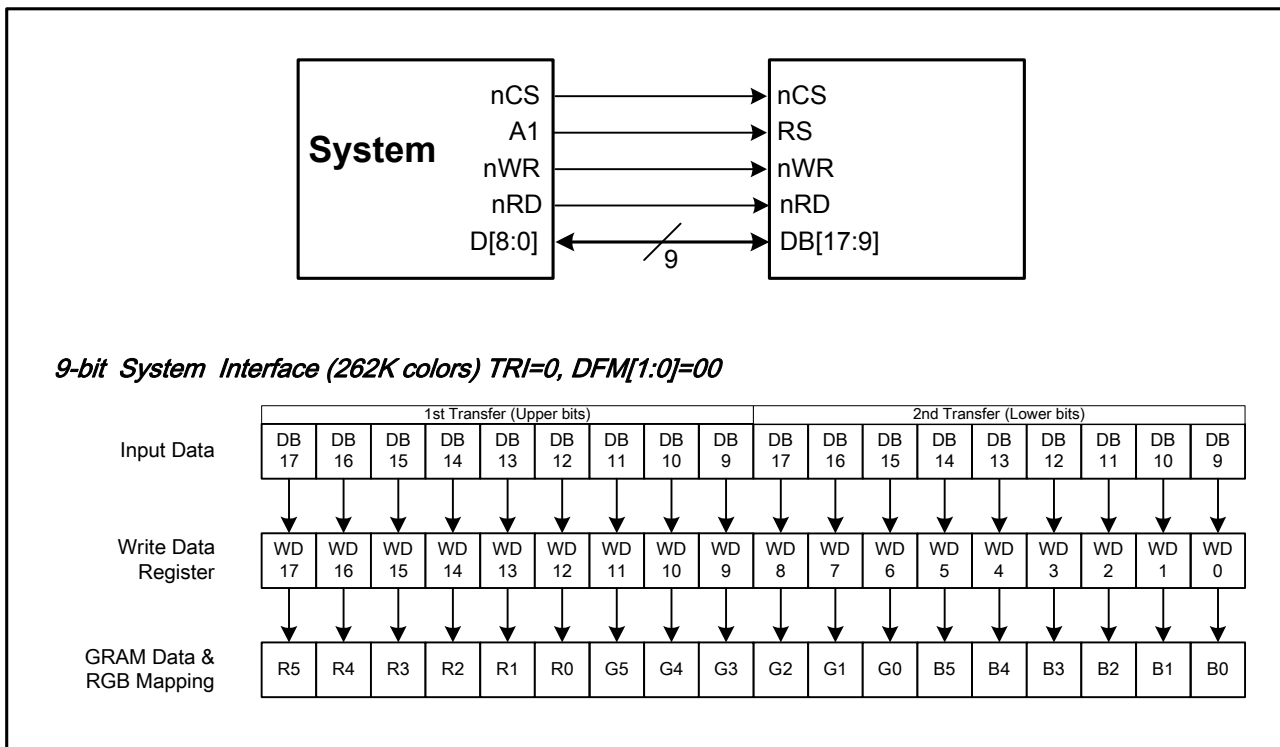 System
nCS nCS
A1 RS
nWR nWR
nRD nRD
D[8:0] DB[17:9]
9
9-bit System Interface (262K colors) TRI=0, DFM[1:0]=00
1st Transfer (Upper bits) 2nd Transfer (Lower bits)
Input Data
DB 17 DB 16 DB 15 DB 14 DB 13 DB 12 DB 11 DB 10 DB 9 DB 17 DB 16 DB 15 DB 14 DB 13 DB 12 DB 11 DB 10 DB 9
Write Data
Register
WD 17 WD 16 WD 15 WD 14 WD 13 WD 12 WD 11 WD 10 WD 9 WD 8 WD 7 WD 6 WD 5 WD 4 WD 3 WD 2 WD 1 WD 0
GRAM Data &
RGB Mapping
R5 R4 R3 R2 R1 R0 G5 G4 G3 G2 G1 G0 B5 B4 B3 B2 B1 B0